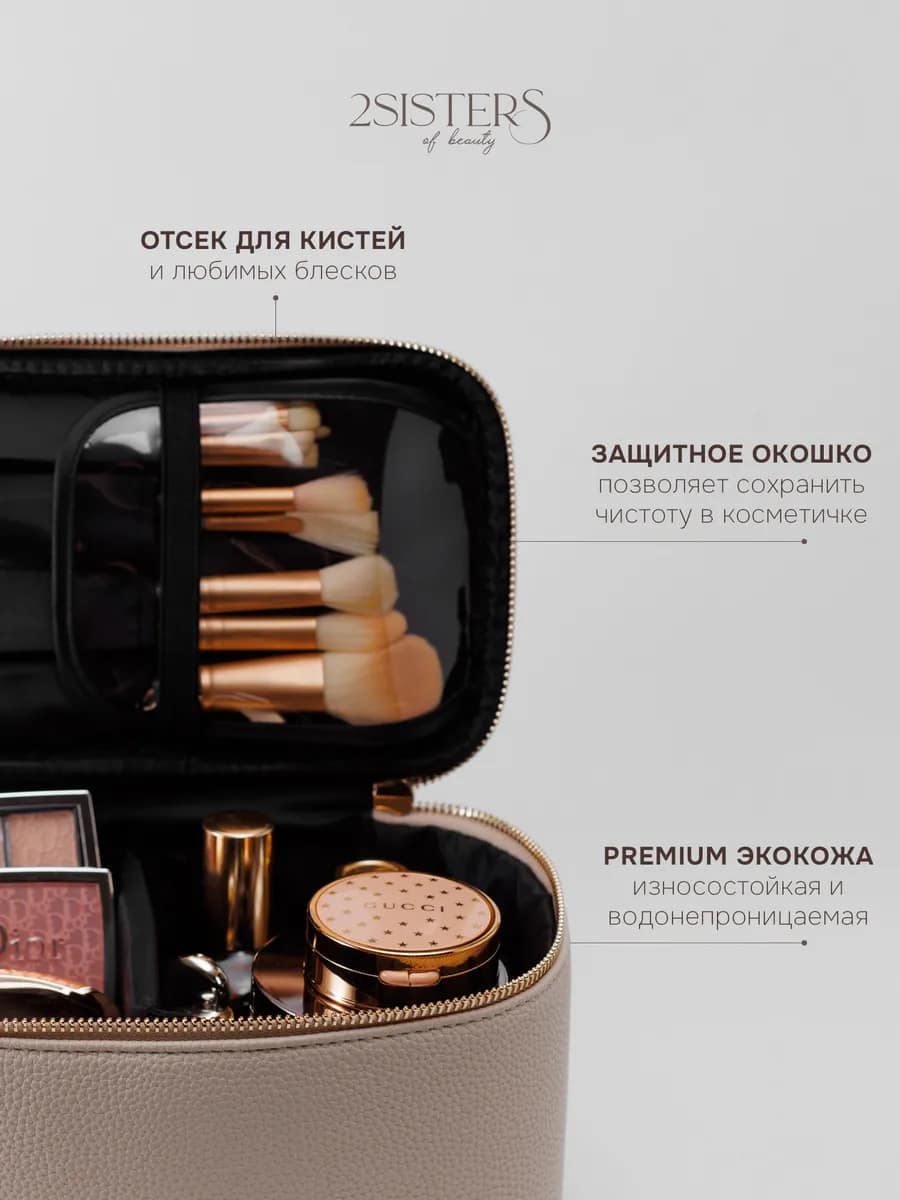 2SISTERS
of beauty
ОТСЕК ДЛЯ КИСТЕЙ
и любимых блесков
ЗАЩИТНОЕ ОКОШКО
позволяет сохранить
чистоту в косметичке
PREMIUM ЭКОКОЖА
износостойкая и
водонепроницаемая
GUCCI
Dior